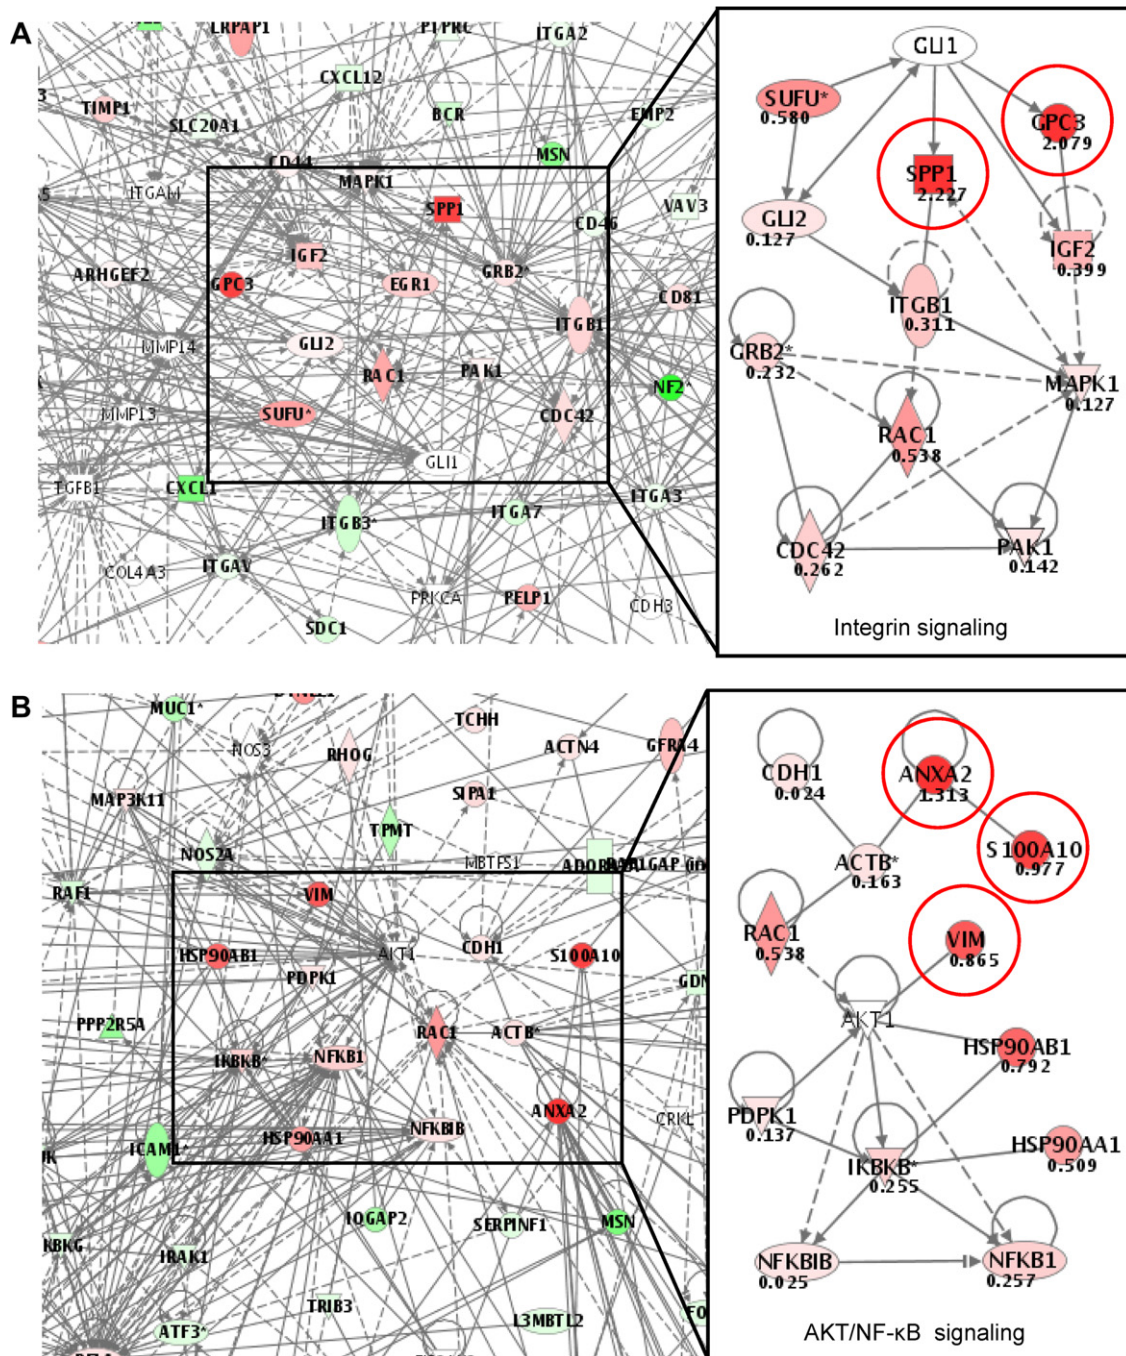 A
LRPAP1
PTPRC
ITGA2
CXCL12
TIMP1
SLC20A1
BCR
EMP2
MSN
CD44
MAPK1
ITGAM
SPP1
CD46
VAV3
ARHGEF2
IGF2
GPC3
EGR1
GRB2*
CD81
ITGB1
MMP14
GLI2
RAC1
PAK1
NF2*
MMP13
SUFU*
CDC42
GLI1
TGFB1
CXCL1
ITGB3*
ITGA7
ITGA3
COL4A3
ITGAV
PRKCA
PELP1
CDH3
SDC1
GLI1
SUFU*
0.580
GPC3
2.079
SPP1
2.227
GLI2
0.127
IGF2
0.399
ITGB1
0.311
GRB2*
0.232
MAPK1
0.127
RAC1
0.538
CDC42
0.262
PAK1
0.142
Integrin signaling
B
MUC1*
TCHH
NOS3
RHOG
ACTN4
GFRA4
MAP3K11
SIPA1
TPMT
NOS2A
MBTPS1
RAF1
VIM
HSP90AB1
AKT1
CDH1
S100A10
PDPK1
PPP2R5A
RAC1
ACTB*
IKBKB*
NFKB1
ANXA2
CRKL
ICAM1*
HSP90AA1
NFKBIB
IQGAP2
SERPINF1
MSN
KBKG
IRAK1
TRIB3
ATF3*
L3MBTL2
CDH1
0.024
ANXA2
1.313
S100A10
0.977
ACTB*
0.163
RAC1
0.538
VIM
0.865
AKT1
HSP90AB1
0.792
PDPK1
0.137
HSP90AA1
0.509
IKBKB*
0.255
NFKBIB
0.025
NFKB1
0.257
AKT/NF-κB signaling